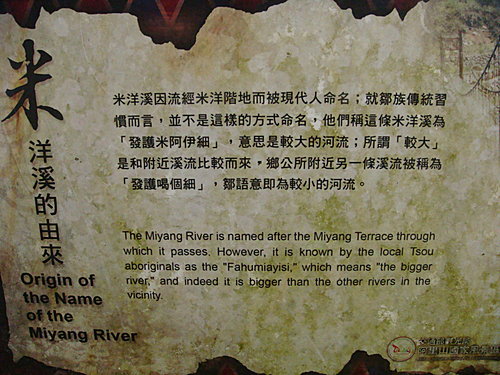 米洋溪的由來
Origin of
the Name
of the
Miyang River
米洋溪因流經米洋階地而被現代人命名；就鄒族傳統習
慣而言，並不是這樣的方式命名，他們稱這條米洋溪為
「發護米阿伊細」，意思是較大的河流；所謂「較大」
是和附近溪流比較而來，鄉公所附近另一條溪流被稱為
「發護喝個細」，鄒語意即為較小的河流。
The Miyang River is named after the Miyang Terrace through
which it passes. However, it is known by the local Tsou
aboriginals as the "Fahumiayisi," which means "the bigger
river," and indeed it is bigger than the other rivers in the
vicinity.